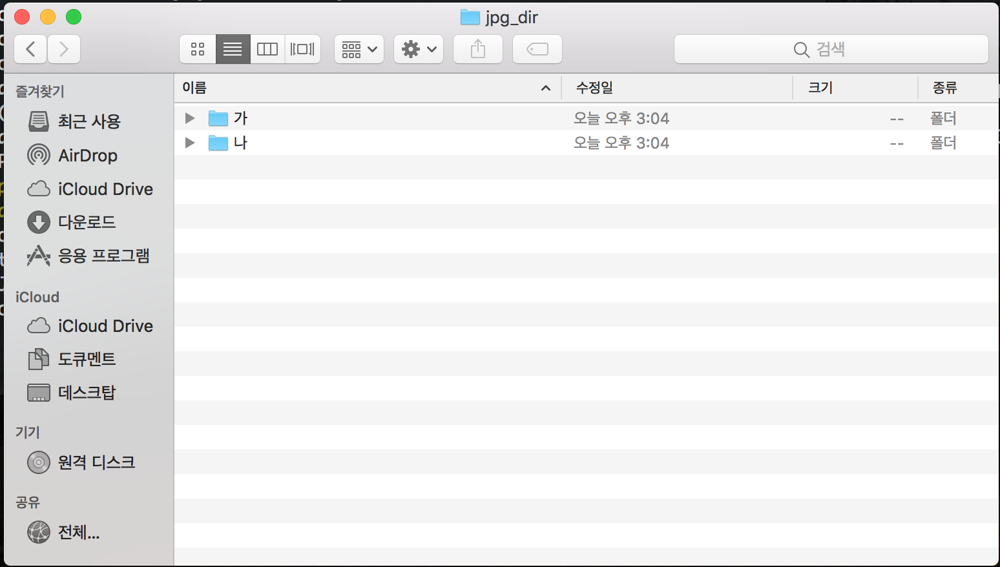 jpg_dir
검색
즐겨찾기
최근 사용
AirDrop
iCloud Drive
다운로드
응용 프로그램
iCloud
iCloud Drive
도큐멘트
데스크탑
기기
원격 디스크
공유
전체...
이름 수정일 크기 종류
가 오늘 오후 3:04 -- 폴더
나 오늘 오후 3:04 -- 폴더